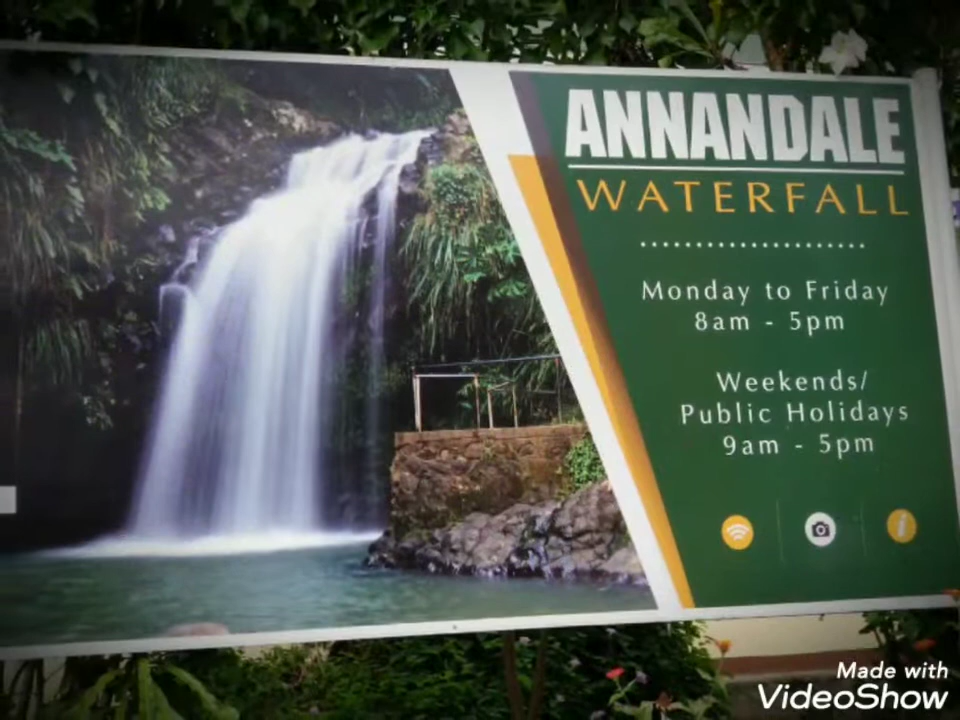 ANNANDALE
WATERFALL
Monday to Friday
8am - 5pm
Weekends/
Public Holidays
9am - 5pm
i
Made with
VideoShow